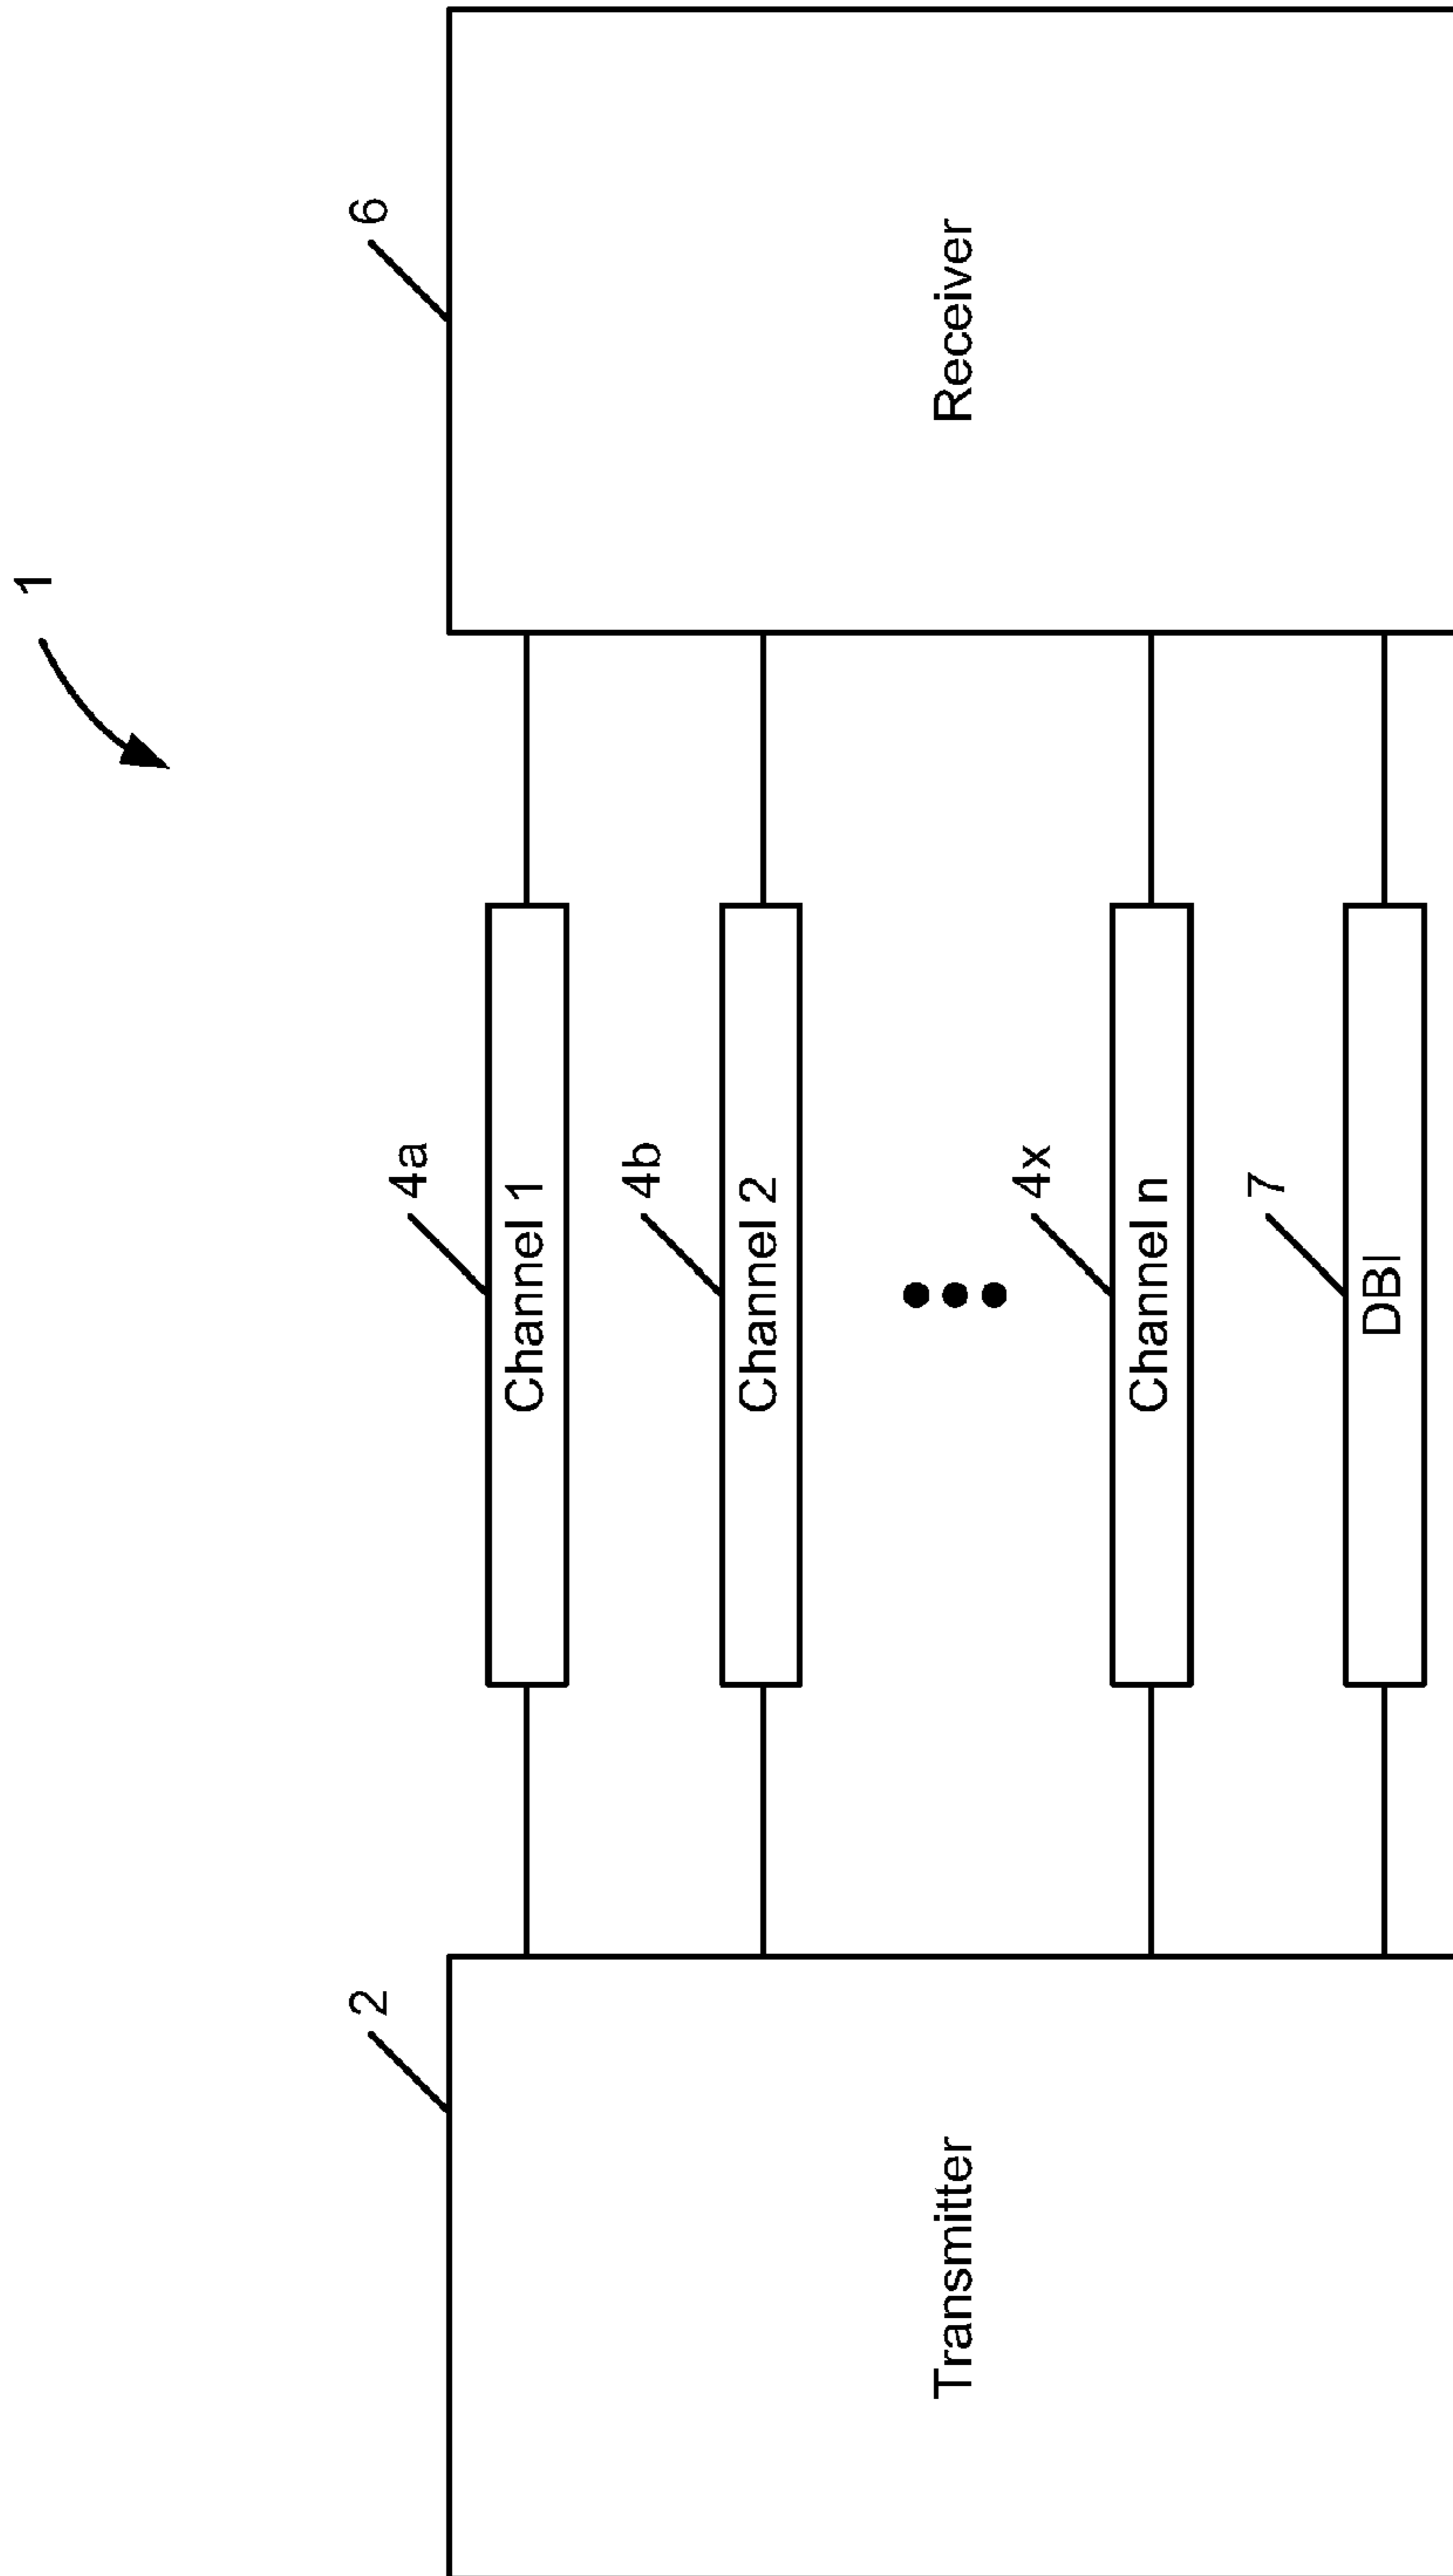 1
2
6
Transmitter
Receiver
4a
Channel 1
4b
Channel 2
4x
Channel n
7
DBI